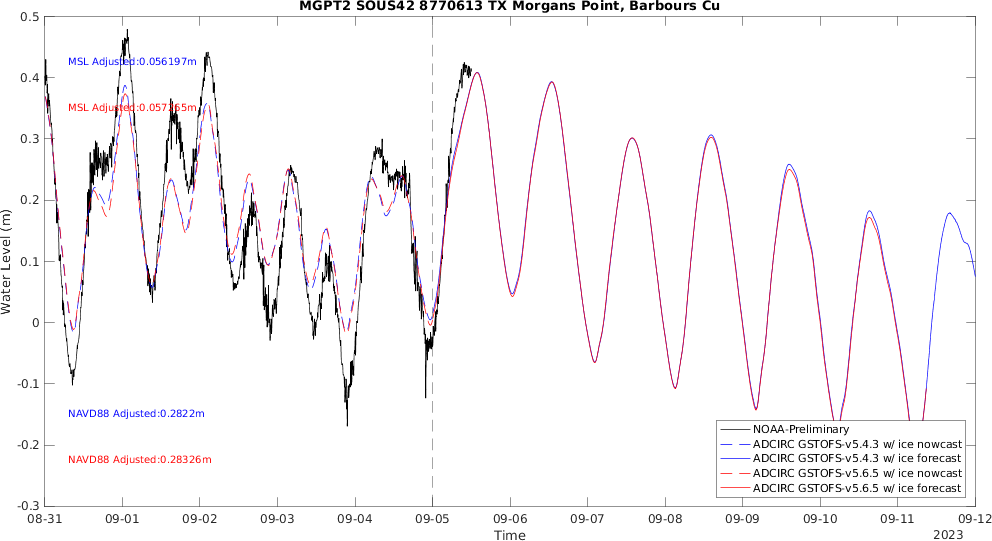 MGPT2 SOUS42 8770613 TX Morgans Point, Barbours Cu
0.5
0.4
0.3
0.2
0.1
0
-0.1
-0.2
-0.3
Water Level (m)
MSL Adjusted:0.056197m
MSL Adjusted:0.057365m
NAVD88 Adjusted:0.2822m
NAVD88 Adjusted:0.28326m
NOAA-Preliminary
ADCIRC GSTOFS-v5.4.3 w/ ice nowcast
ADCIRC GSTOFS-v5.4.3 w/ ice forecast
ADCIRC GSTOFS-v5.6.5 w/ ice nowcast
ADCIRC GSTOFS-v5.6.5 w/ ice forecast
08-31 09-01 09-02 09-03 09-04 09-05 09-06 09-07 09-08 09-09 09-10 09-11 09-12
Time
2023